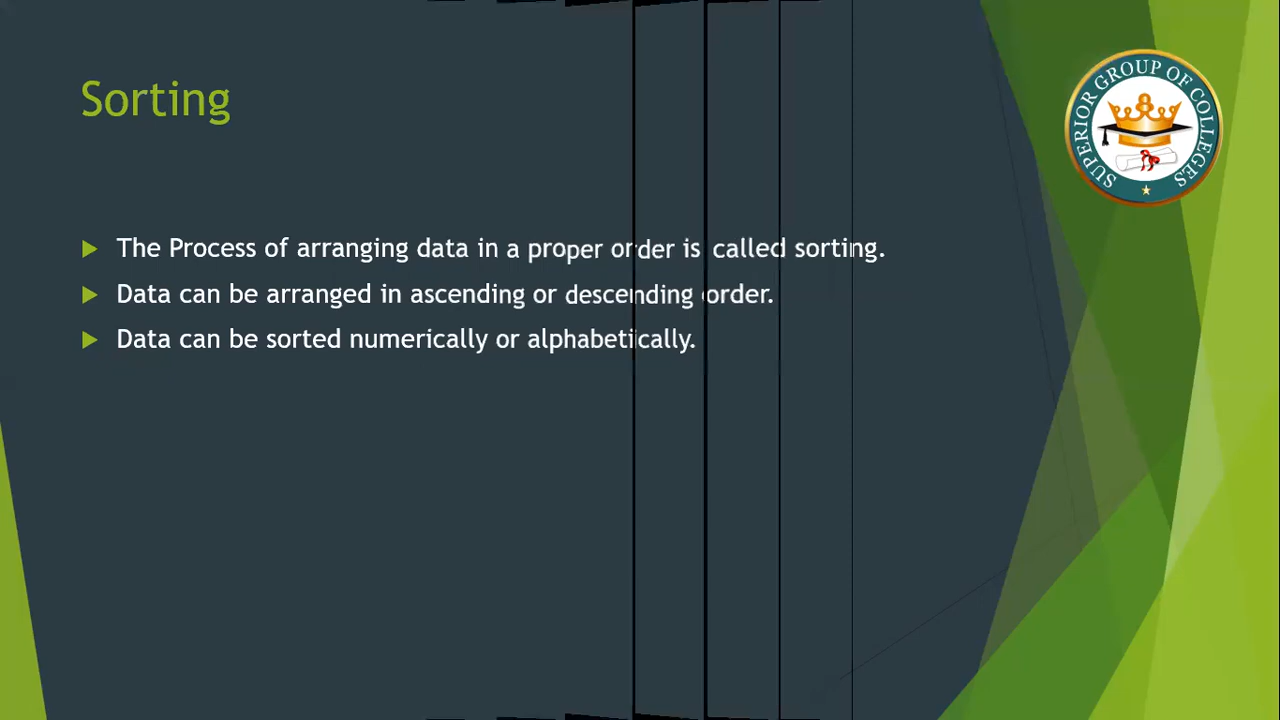 Sorting
SUPERIOR GROUP OF COLLEGES
The Process of arranging data in a proper order is called sorting.
Data can be arranged in ascending or descending order.
Data can be sorted numerically or alphabetically.